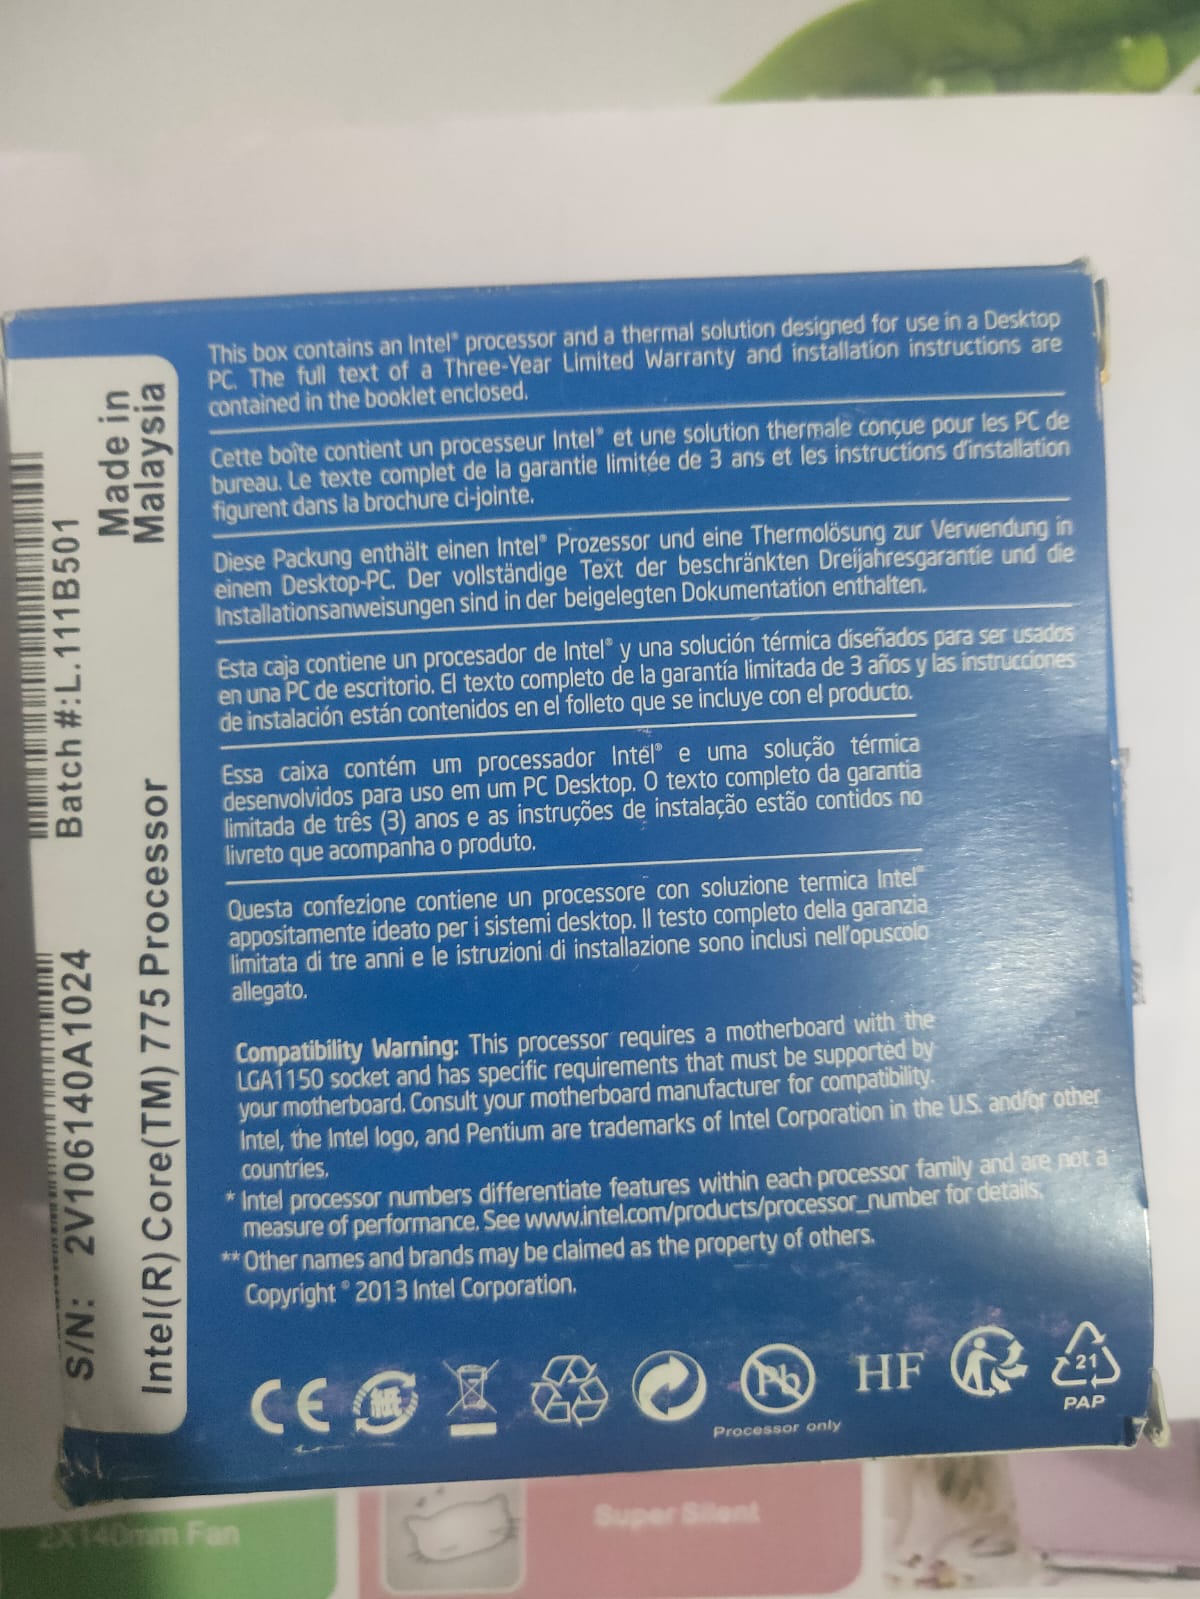 This box contains an Intel® processor and a thermal solution designed for use in a Desktop
PC. The full text of a Three-Year Limited Warranty and installation instructions are
contained in the booklet enclosed.
Cette boîte contient un processeur Intel® et une solution thermale conçue pour les PC de
bureau. Le texte complet de la garantie limitée de 3 ans et les instructions d'installation
figurent dans la brochure ci-jointe.
Diese Packung enthält einen Intel® Prozessor und eine Thermolösung zur Verwendung in
einem Desktop-PC. Der vollständige Text der beschränkten Dreijahresgarantie und die
Installationsanweisungen sind in der beigelegten Dokumentation enthalten.
Esta caja contiene un procesador de Intel® y una solución térmica diseñados para ser usados
en una PC de escritorio. El texto completo de la garantía limitada de 3 años y las instrucciones
de instalación están contenidos en el folleto que se incluye con el producto.
Essa caixa contém um processador Intel® e uma solução térmica
desenvolvidos para uso em um PC Desktop. O texto completo da garantia
limitada de três (3) anos e as instruções de instalação estão contidos no
livreto que acompanha o produto.
Questa confezione contiene un processore con soluzione termica Intel®
appositamente ideato per i sistemi desktop. Il testo completo della garanzia
limitata di tre anni e le istruzioni di installazione sono inclusi nell'opuscolo
allegato.
Compatibility Warning: This processor requires a motherboard with the
LGA1150 socket and has specific requirements that must be supported by
your motherboard. Consult your motherboard manufacturer for compatibility.
Intel, the Intel logo, and Pentium are trademarks of Intel Corporation in the U.S. and/or other
countries.
* Intel processor numbers differentiate features within each processor family and are not a
measure of performance. See www.intel.com/products/processor_number for details.
** Other names and brands may be claimed as the property of others.
Copyright © 2013 Intel Corporation.
CE 紙 Pb HF 21
Processor only
PAP
S/N: 2V106140A1024 Batch#:L.111B501
Made in
Malaysia
Intel(R) Core(TM) 775 Processor
2X140mm Fan
Super Silent